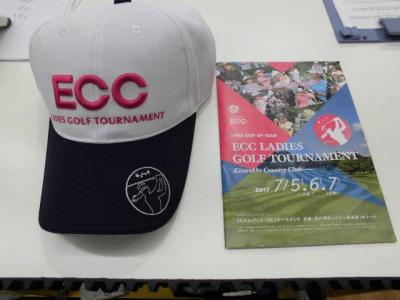 ECC
LADIES GOLF TOURNAMENT
ECC
LPGA STEP UP TOUR
ECC LADIES
GOLF TOURNAMENT
Kitarokko Country Club
2017 7/5.6.7